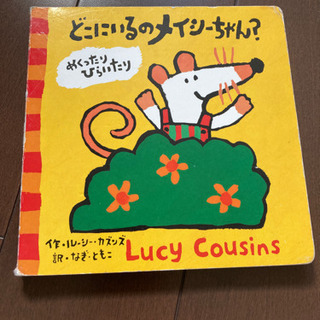 どこにいるのメイシーちゃん?
めくったり
ひらいたり
作・ルーシー・カズンズ
訳・なぎ・ともこ
Lucy Cousins